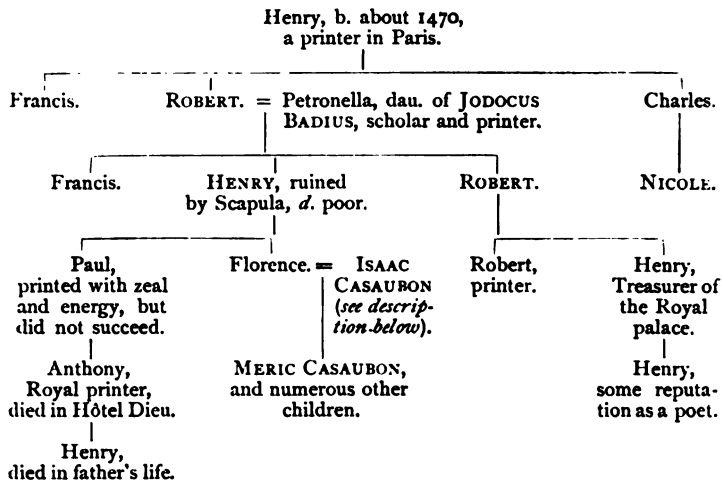 Henry, b. about 1470,
a printer in Paris.
Francis.
ROBERT. = Petronella, dau. of JODOCUS
BADIUS, scholar and printer.
Charles.
Francis.
HENRY, ruined
by Scapula, d. poor.
ROBERT.
NICOLE.
Paul,
printed with zeal
and energy, but
did not succeed.
Florence. = ISAAC
CASAUBON
(see descrip-
tion below).
Robert,
printer.
Henry,
Treasurer of
the Royal
palace.
Anthony,
Royal printer,
died in Hôtel Dieu.
MERIC CASAUBON,
and numerous other
children.
Henry,
some reputa-
tion as a poet.
Henry,
died in father's life.